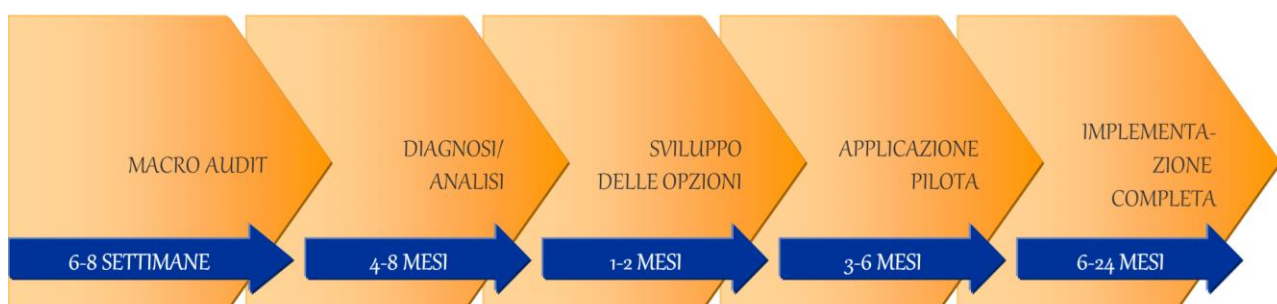 MACRO AUDIT
DIAGNOSI/
ANALISI
SVILUPPO
DELLE OPZIONI
APPLICAZIONE
PILOTA
IMPLEMENTA-
ZIONE
COMPLETA
6-8 SETTIMANE
4-8 MESI
1-2 MESI
3-6 MESI
6-24 MESI